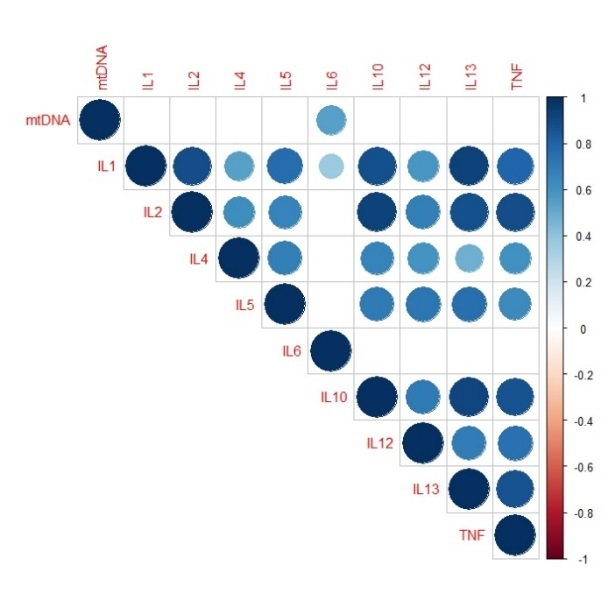 mtDNA
IL1
IL2
IL4
IL5
IL6
IL10
IL12
IL13
TNF
mtDNA
IL1
IL2
IL4
IL5
IL6
IL10
IL12
IL13
TNF
1
0.8
0.6
0.4
0.2
0
-0.2
-0.4
-0.6
-0.8
-1